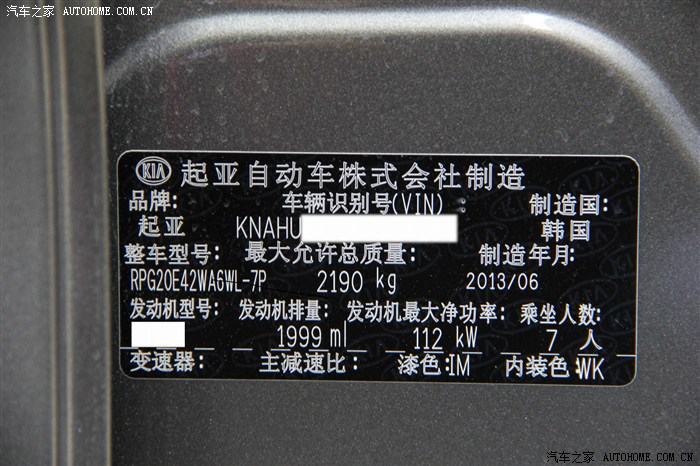 汽车之家 AUTOHOME.COM.CN
KIA 起亚自动车株式会社制造
品牌: 车辆识别号(VIN) : 制造国:
起亚 KNAHU 韩国
整车型号: 最大允许总质量: 制造年月:
RPG20E42WA6WL-7P 2190 kg 2013/06
发动机型号: 发动机排量: 发动机最大净功率: 乘坐人数:
1999 ml 112 kW 7 人
变速器: 主减速比: 漆色:IM 内装色:WK
汽车之家 AUTOHOME.COM.CN